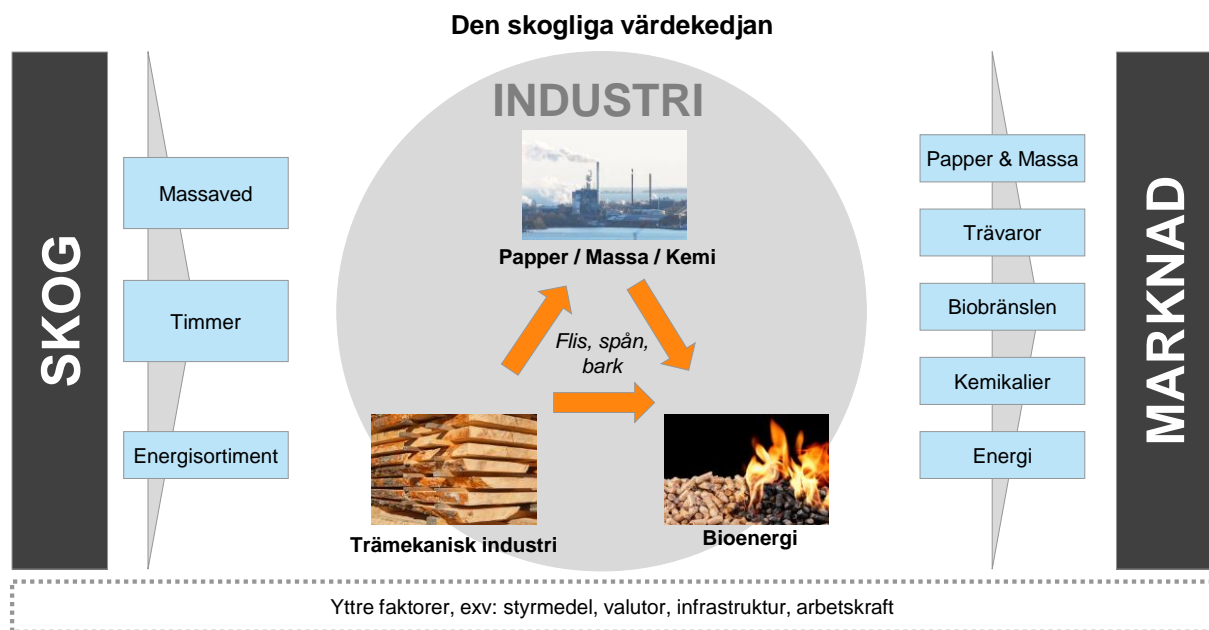 Den skogliga värdekedjan
SKOG
Massaved
Timmer
Energisortiment
INDUSTRI
Papper / Massa / Kemi
Flis, spån,
bark
Trämekanisk industri
Bioenergi
Papper & Massa
Trävaror
Biobränslen
Kemikalier
Energi
MARKNAD
Yttre faktorer, exv: styrmedel, valutor, infrastruktur, arbetskraft